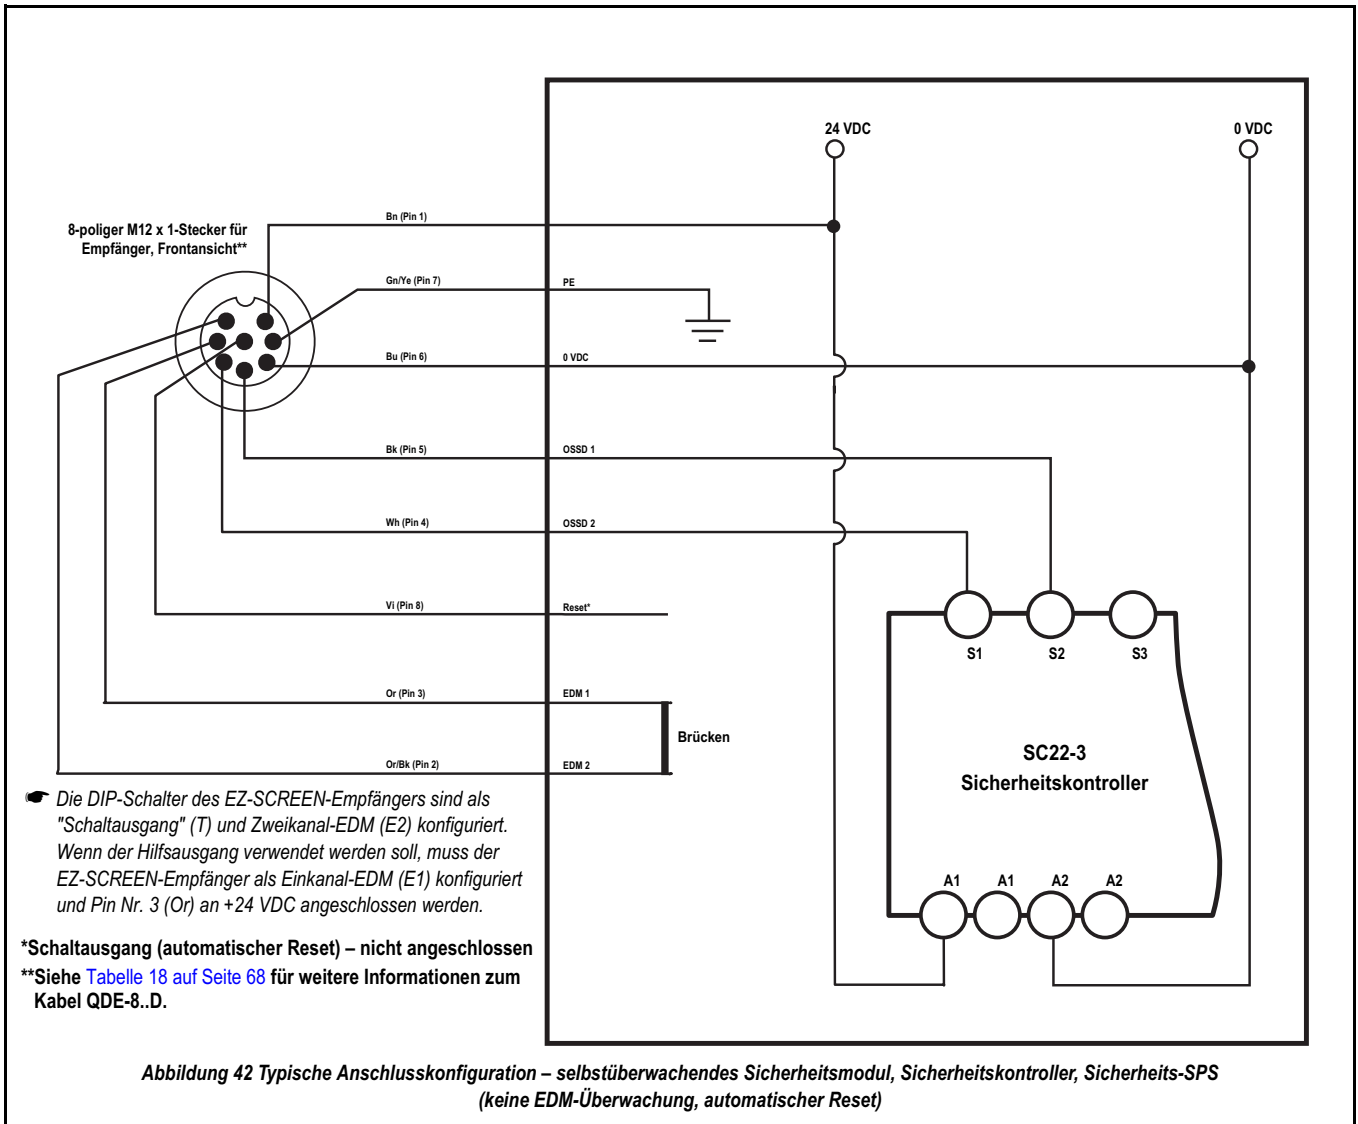 24 VDC
0 VDC
8-poliger M12 x 1-Stecker für
Empfänger, Frontansicht**
Bn (Pin 1)
Gn/Ye (Pin 7)
PE
Bu (Pin 6)
0 VDC
Bk (Pin 5)
OSSD 1
Wh (Pin 4)
OSSD 2
Vi (Pin 8)
Reset*
S1
S2
S3
Or (Pin 3)
EDM 1
Brücken
Or/Bk (Pin 2)
EDM 2
SC22-3
Sicherheitskontroller
A1
A1
A2
A2
☛ Die DIP-Schalter des EZ-SCREEN-Empfängers sind als
"Schaltausgang" (T) und Zweikanal-EDM (E2) konfiguriert.
Wenn der Hilfsausgang verwendet werden soll, muss der
EZ-SCREEN-Empfänger als Einkanal-EDM (E1) konfiguriert
und Pin Nr. 3 (Or) an +24 VDC angeschlossen werden.
*Schaltausgang (automatischer Reset) – nicht angeschlossen
**Siehe Tabelle 18 auf Seite 68 für weitere Informationen zum
Kabel QDE-8..D.
Abbildung 42 Typische Anschlusskonfiguration – selbstüberwachendes Sicherheitsmodul, Sicherheitskontroller, Sicherheits-SPS
(keine EDM-Überwachung, automatischer Reset)